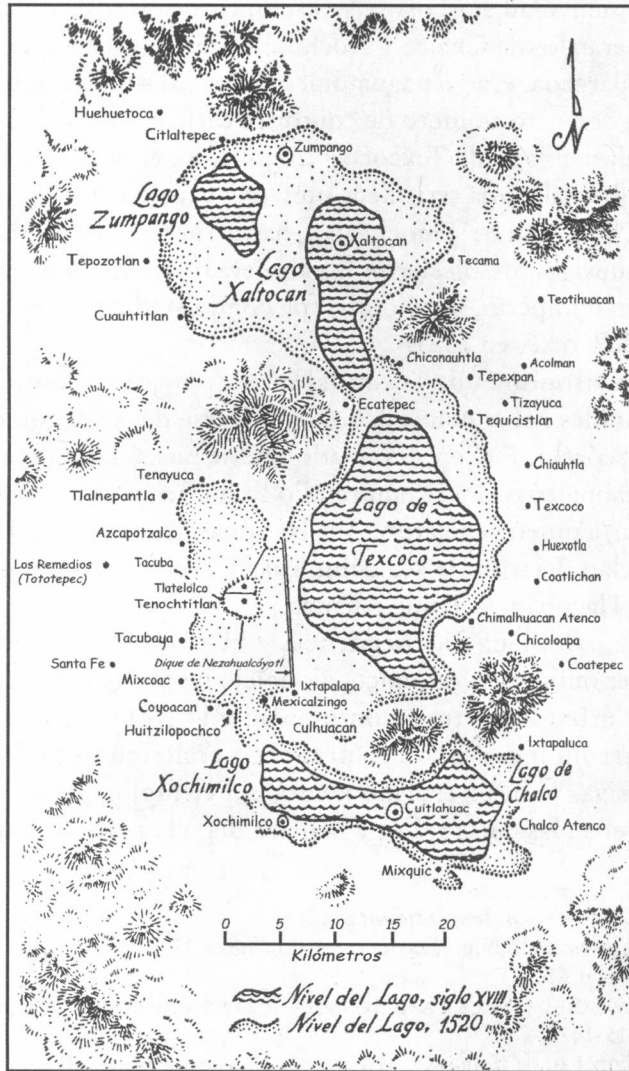 N
Huehuetoca
Citlaltepec
Zumpango
Lago
Zumpango
Xaltocan
Lago
Xaltocan
Tepozotlan
Tecama
Teotihuacan
Cuauhtitlan
Chiconauhtla
Acolman
Tepexpan
Ecatepec
Tizayuca
Tequicistlan
Tenayuca
Chiauhtla
Tlalnepantla
Lago de
Texcoco
Texcoco
Azcapotzalco
Huexotla
Los Remedios
(Tototepec)
Tacuba
Coatlichan
Tlatelolco
Tenochtitlan
Chimalhuacan Atenco
Tacubaya
Chicoloapa
Santa Fe
Dique de Nezahualcóyotl
Coatepec
Mixcoac
Ixtapalapa
Mexicalzingo
Coyoacan
Culhuacan
Huitzilopochco
Ixtapaluca
Lago
Xochimilco
Lago de
Chalco
Cuitlahuac
Xochimilco
Chalco Atenco
Mixquic
0 5 10 15 20
Kilómetros
Nivel del Lago, siglo XVIII
Nivel del Lago, 1520